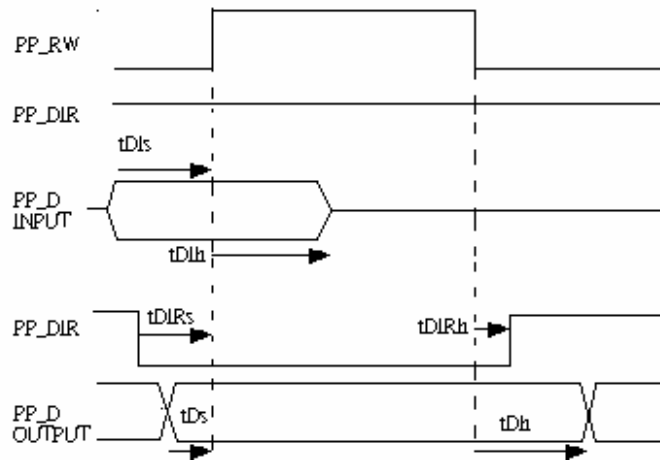 PP_RW
PP_DIR
tDIs
PP_D
INPUT
tDIh
PP_DIR
tDIRs
tDIRh
PP_D
OUTPUT
tDs
tDh